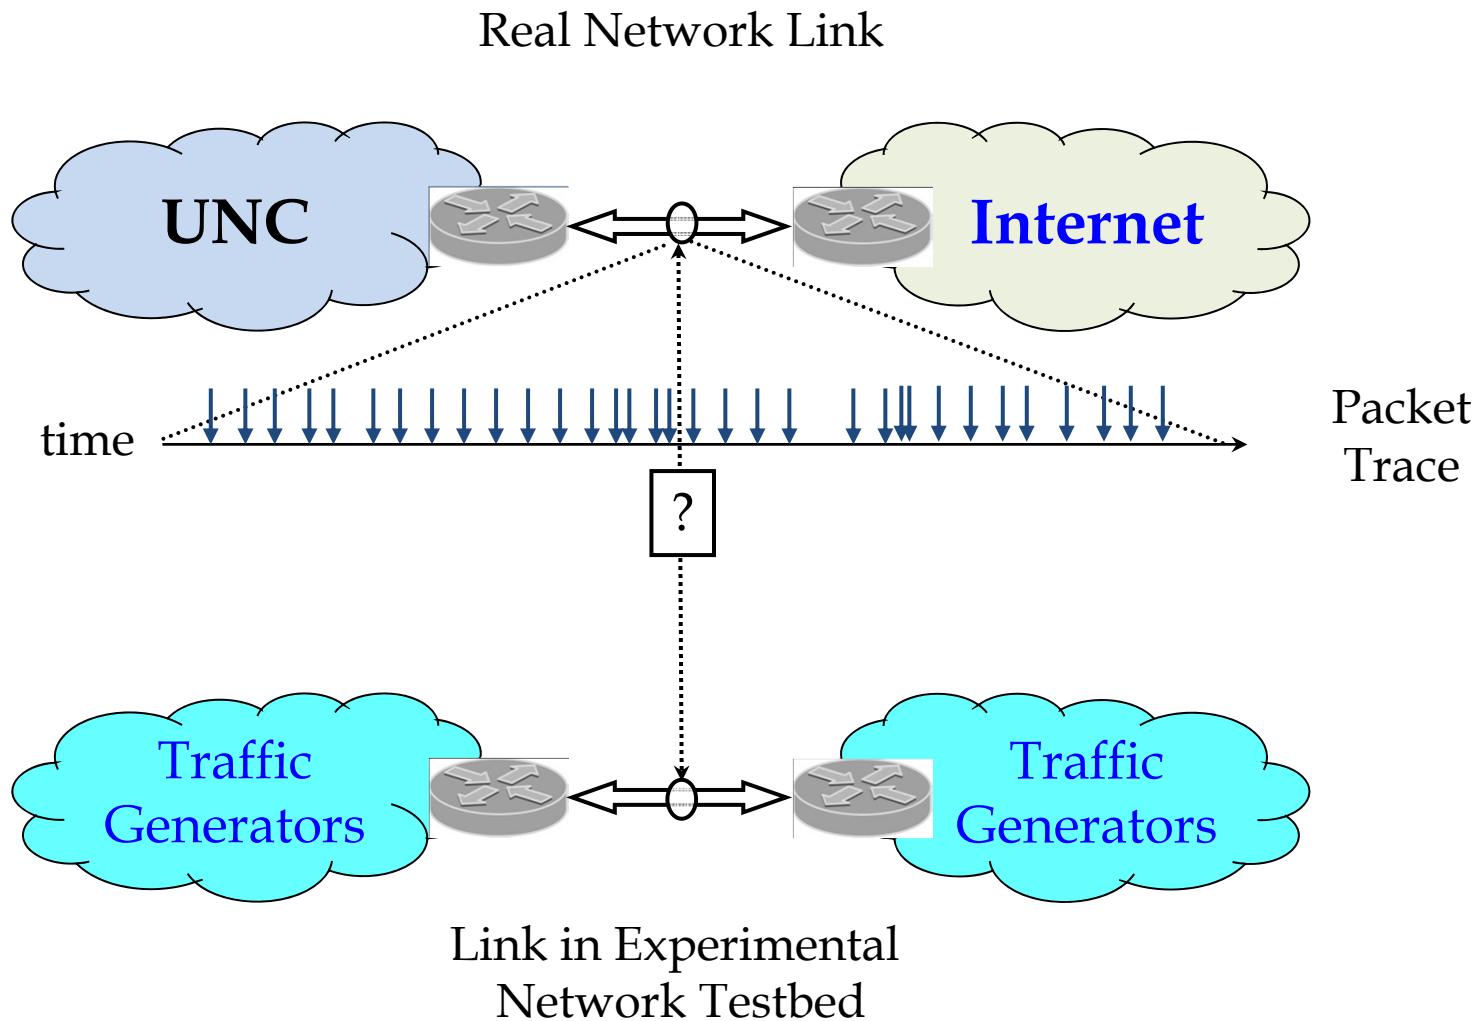 Real Network Link
UNC
Internet
time
Packet
Trace
?
Traffic
Generators
Traffic
Generators
Link in Experimental
Network Testbed